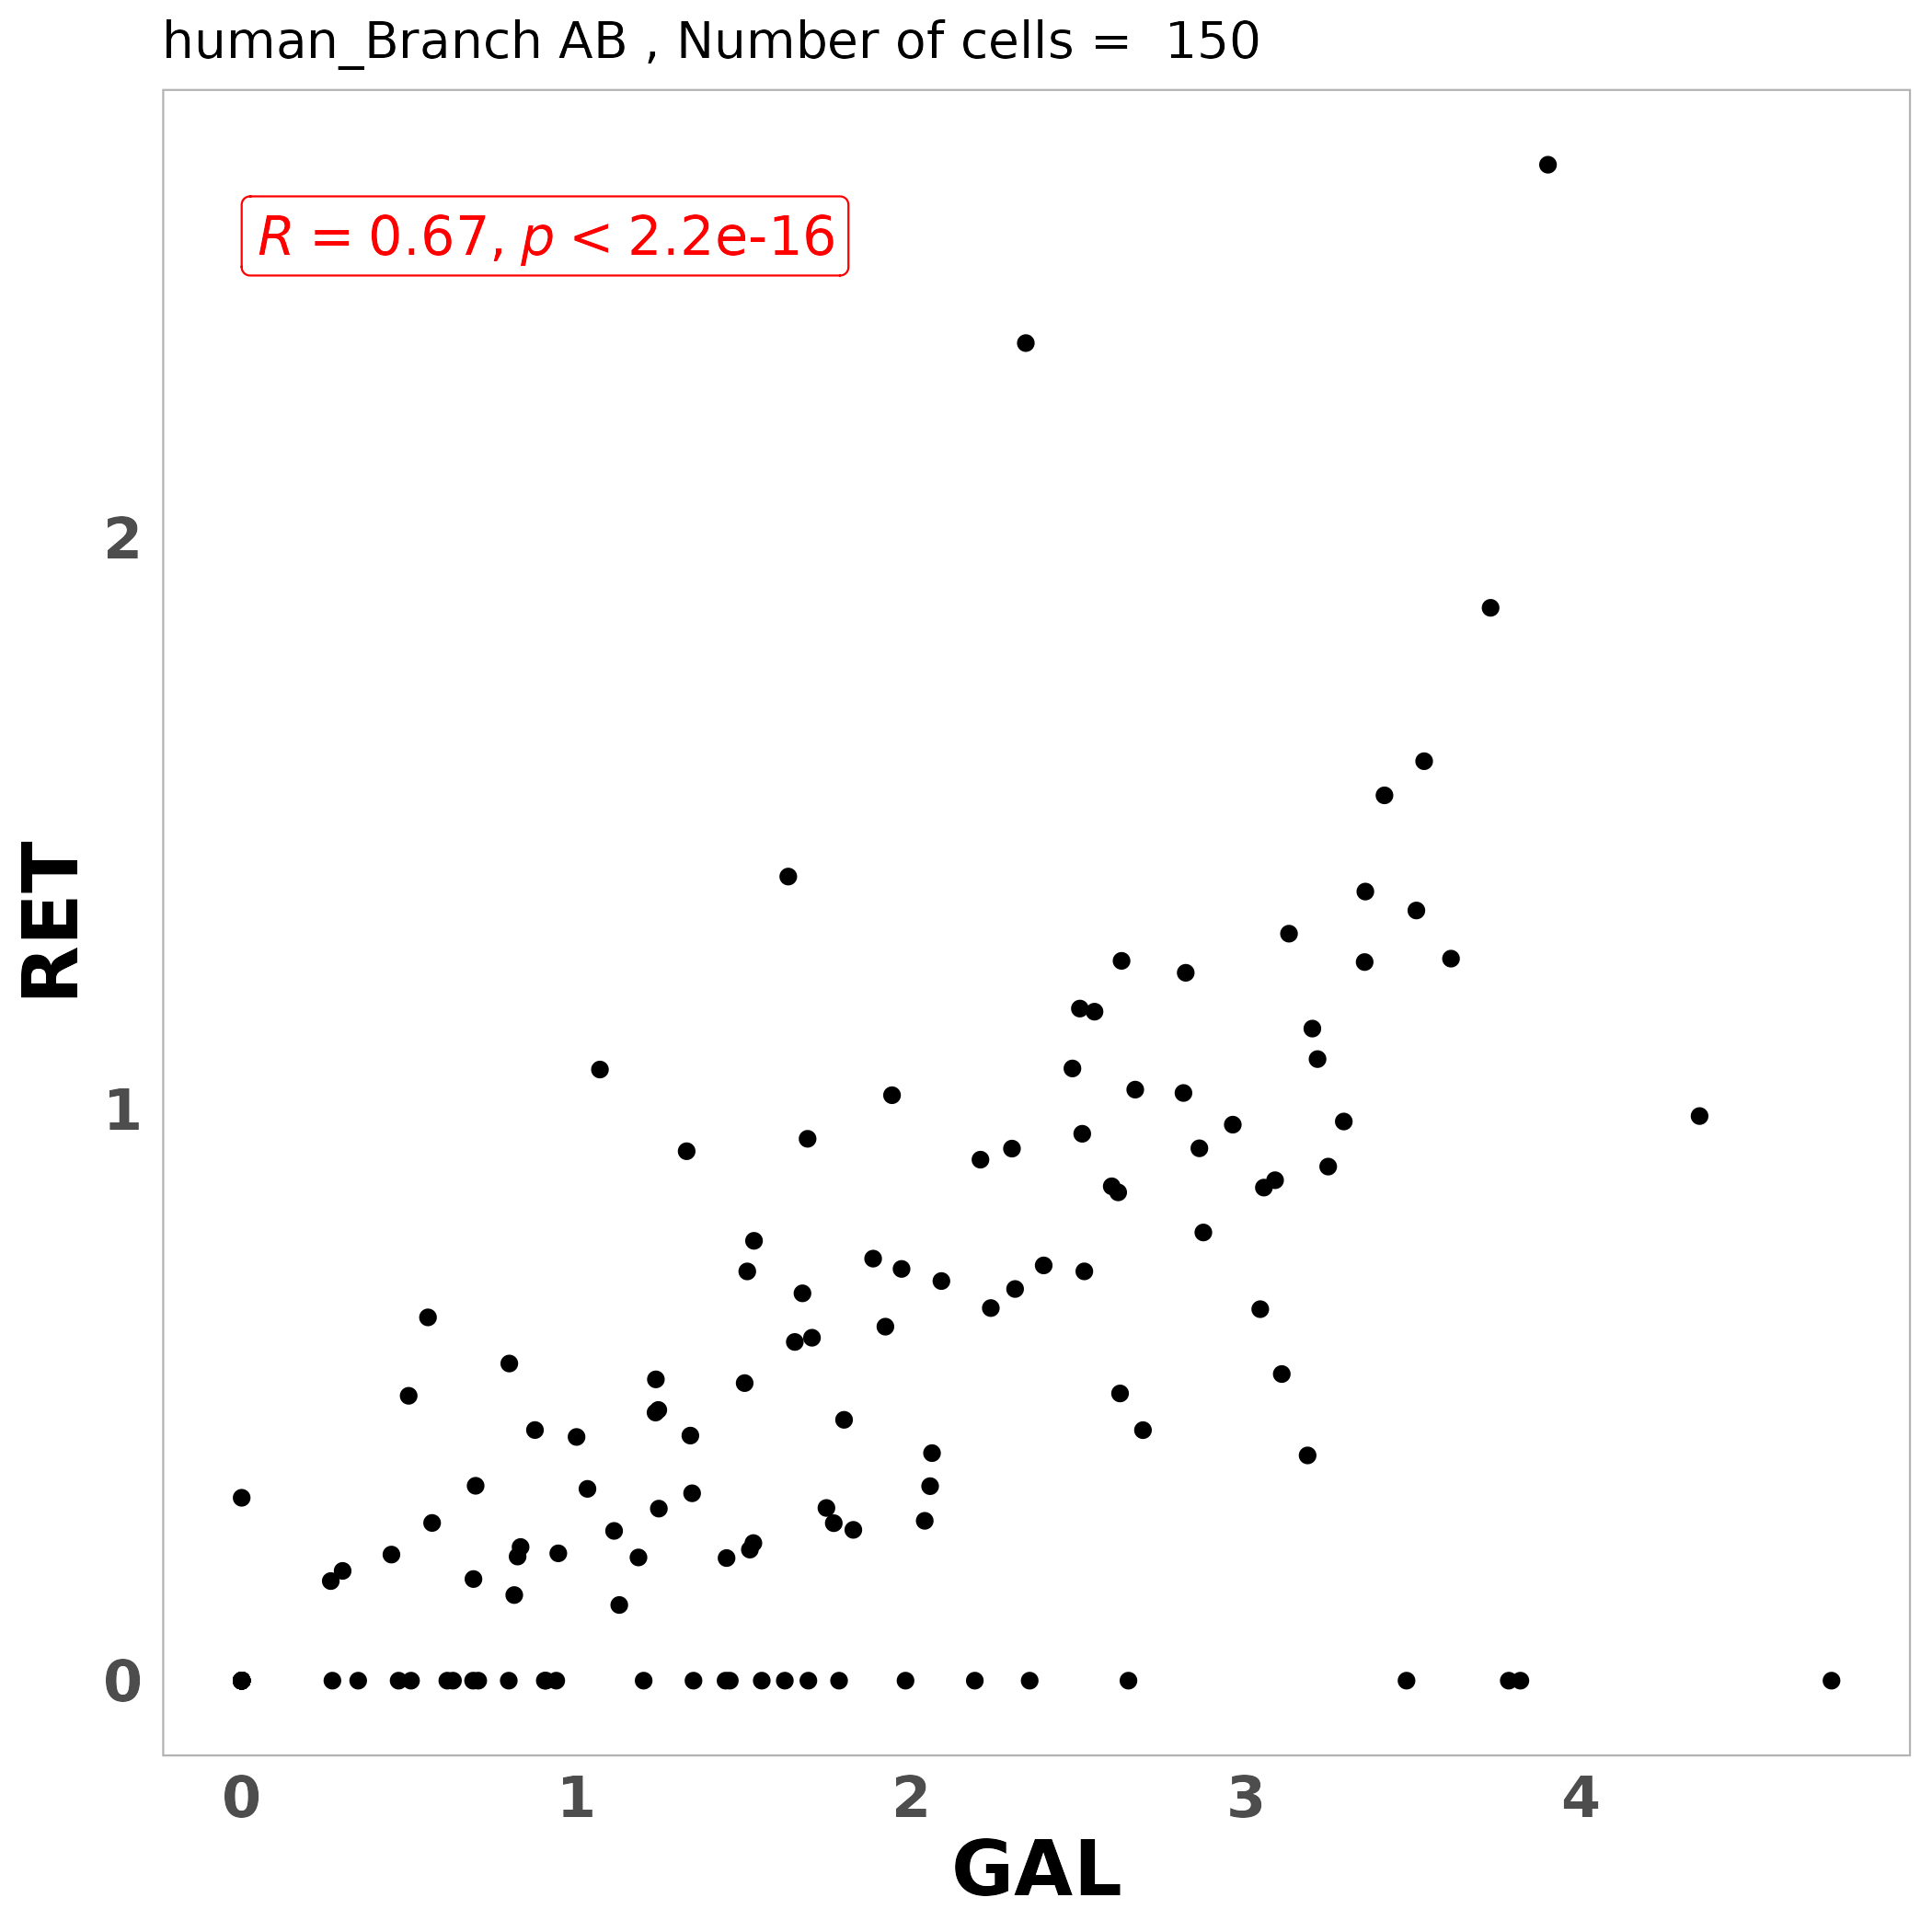 human_Branch AB , Number of cells =  150
R = 0.67, p < 2.2e-16
2
1
0
RET
0 1 2 3 4
GAL